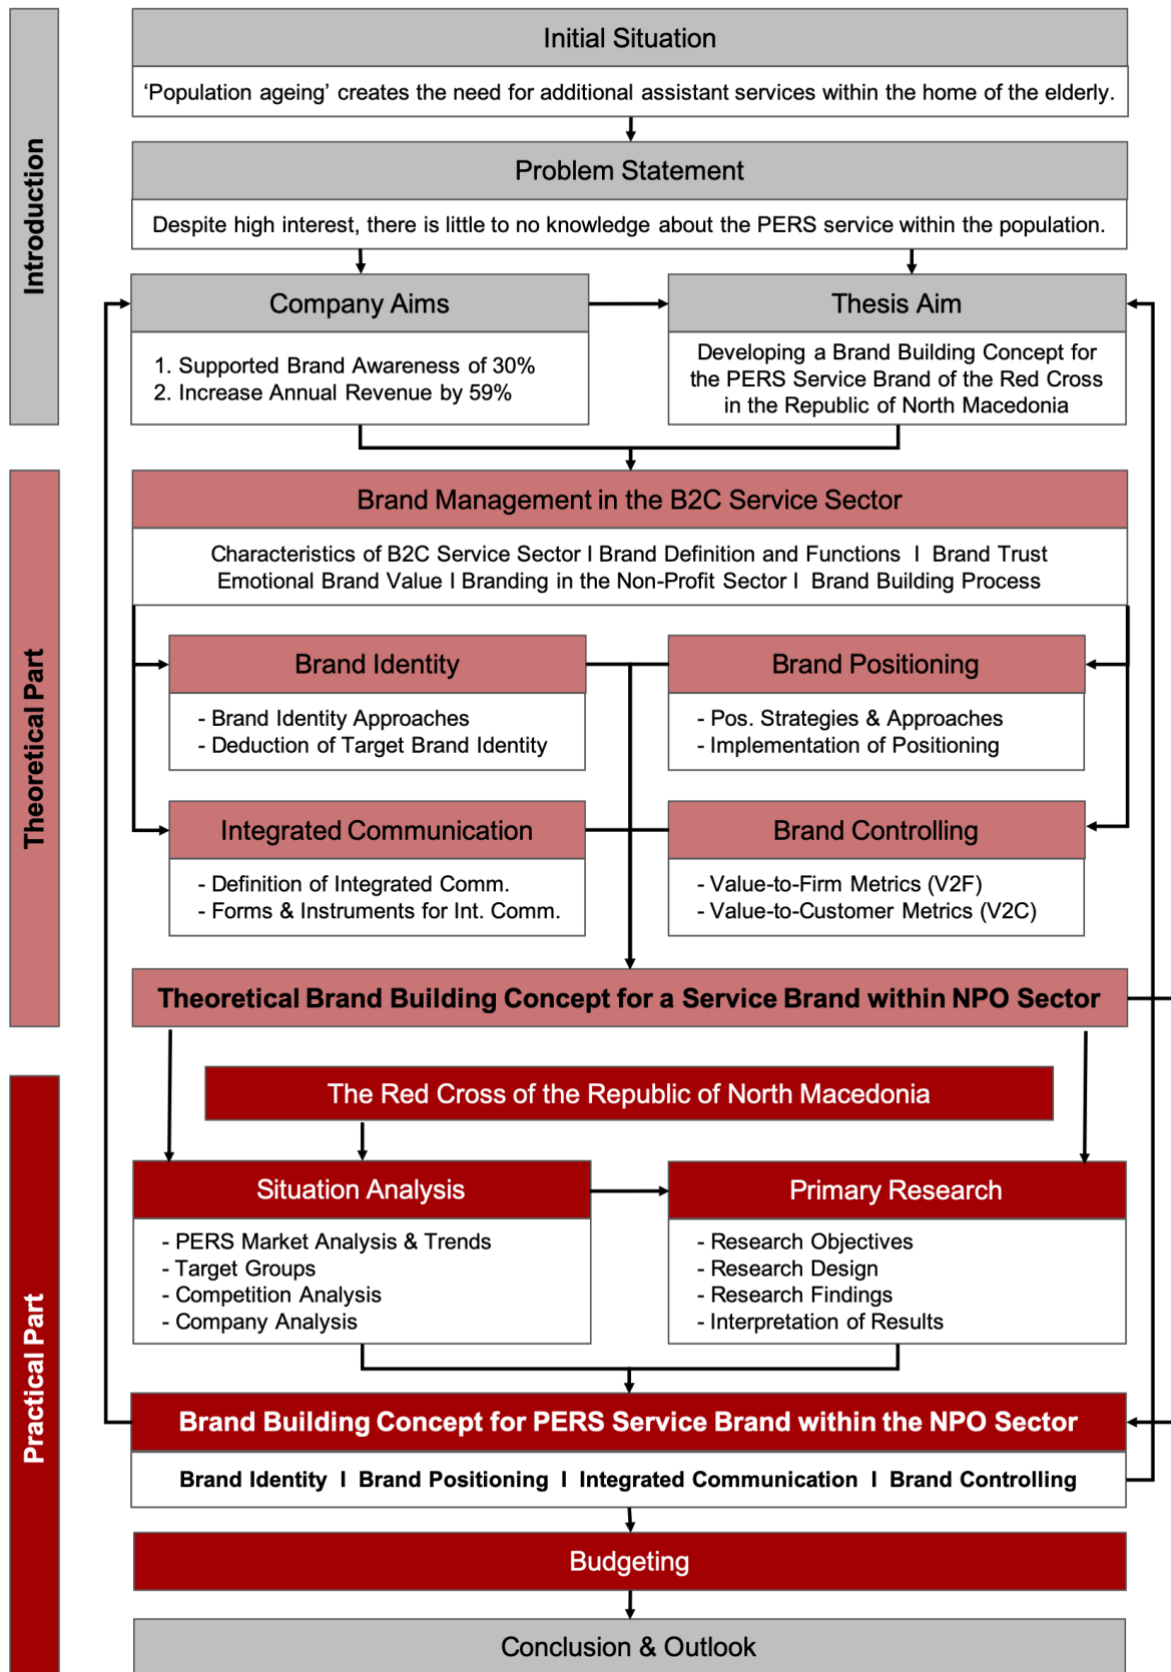 Introduction
Initial Situation
‘Population ageing’ creates the need for additional assistant services within the home of the elderly.
Problem Statement
Despite high interest, there is little to no knowledge about the PERS service within the population.
Company Aims
1. Supported Brand Awareness of 30%
2. Increase Annual Revenue by 59%
Thesis Aim
Developing a Brand Building Concept for
the PERS Service Brand of the Red Cross
in the Republic of North Macedonia
Theoretical Part
Brand Management in the B2C Service Sector
Characteristics of B2C Service Sector I Brand Definition and Functions I Brand Trust
Emotional Brand Value I Branding in the Non-Profit Sector I Brand Building Process
Brand Identity
- Brand Identity Approaches
- Deduction of Target Brand Identity
Brand Positioning
- Pos. Strategies & Approaches
- Implementation of Positioning
Integrated Communication
- Definition of Integrated Comm.
- Forms & Instruments for Int. Comm.
Brand Controlling
- Value-to-Firm Metrics (V2F)
- Value-to-Customer Metrics (V2C)
Theoretical Brand Building Concept for a Service Brand within NPO Sector
Practical Part
The Red Cross of the Republic of North Macedonia
Situation Analysis
- PERS Market Analysis & Trends
- Target Groups
- Competition Analysis
- Company Analysis
Primary Research
- Research Objectives
- Research Design
- Research Findings
- Interpretation of Results
Brand Building Concept for PERS Service Brand within the NPO Sector
Brand Identity I Brand Positioning I Integrated Communication I Brand Controlling
Budgeting
Conclusion & Outlook